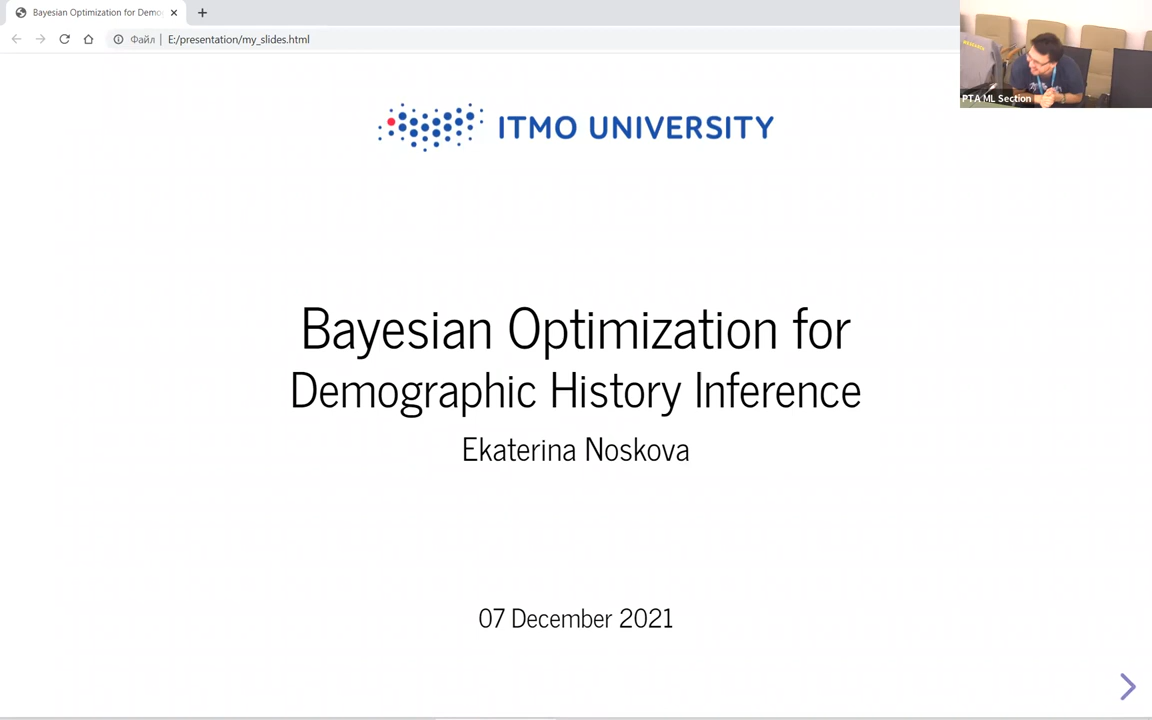 Bayesian Optimization for Demo
Файл
E:/presentation/my_slides.html
PTA ML Section
ITMO UNIVERSITY
Bayesian Optimization for
Demographic History Inference
Ekaterina Noskova
07 December 2021